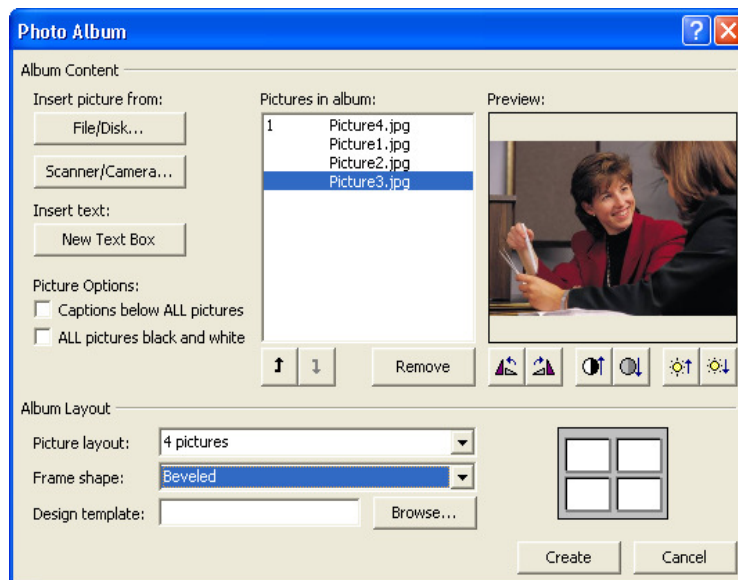 Photo Album
Album Content
Insert picture from:
File/Disk...
Scanner/Camera...
Insert text:
New Text Box
Picture Options:
Captions below ALL pictures
ALL pictures black and white
Pictures in album:
1 Picture4.jpg
Picture1.jpg
Picture2.jpg
Picture3.jpg
Remove
Preview:
Album Layout
Picture layout: 4 pictures
Frame shape: Beveled
Design template: Browse...
Create Cancel